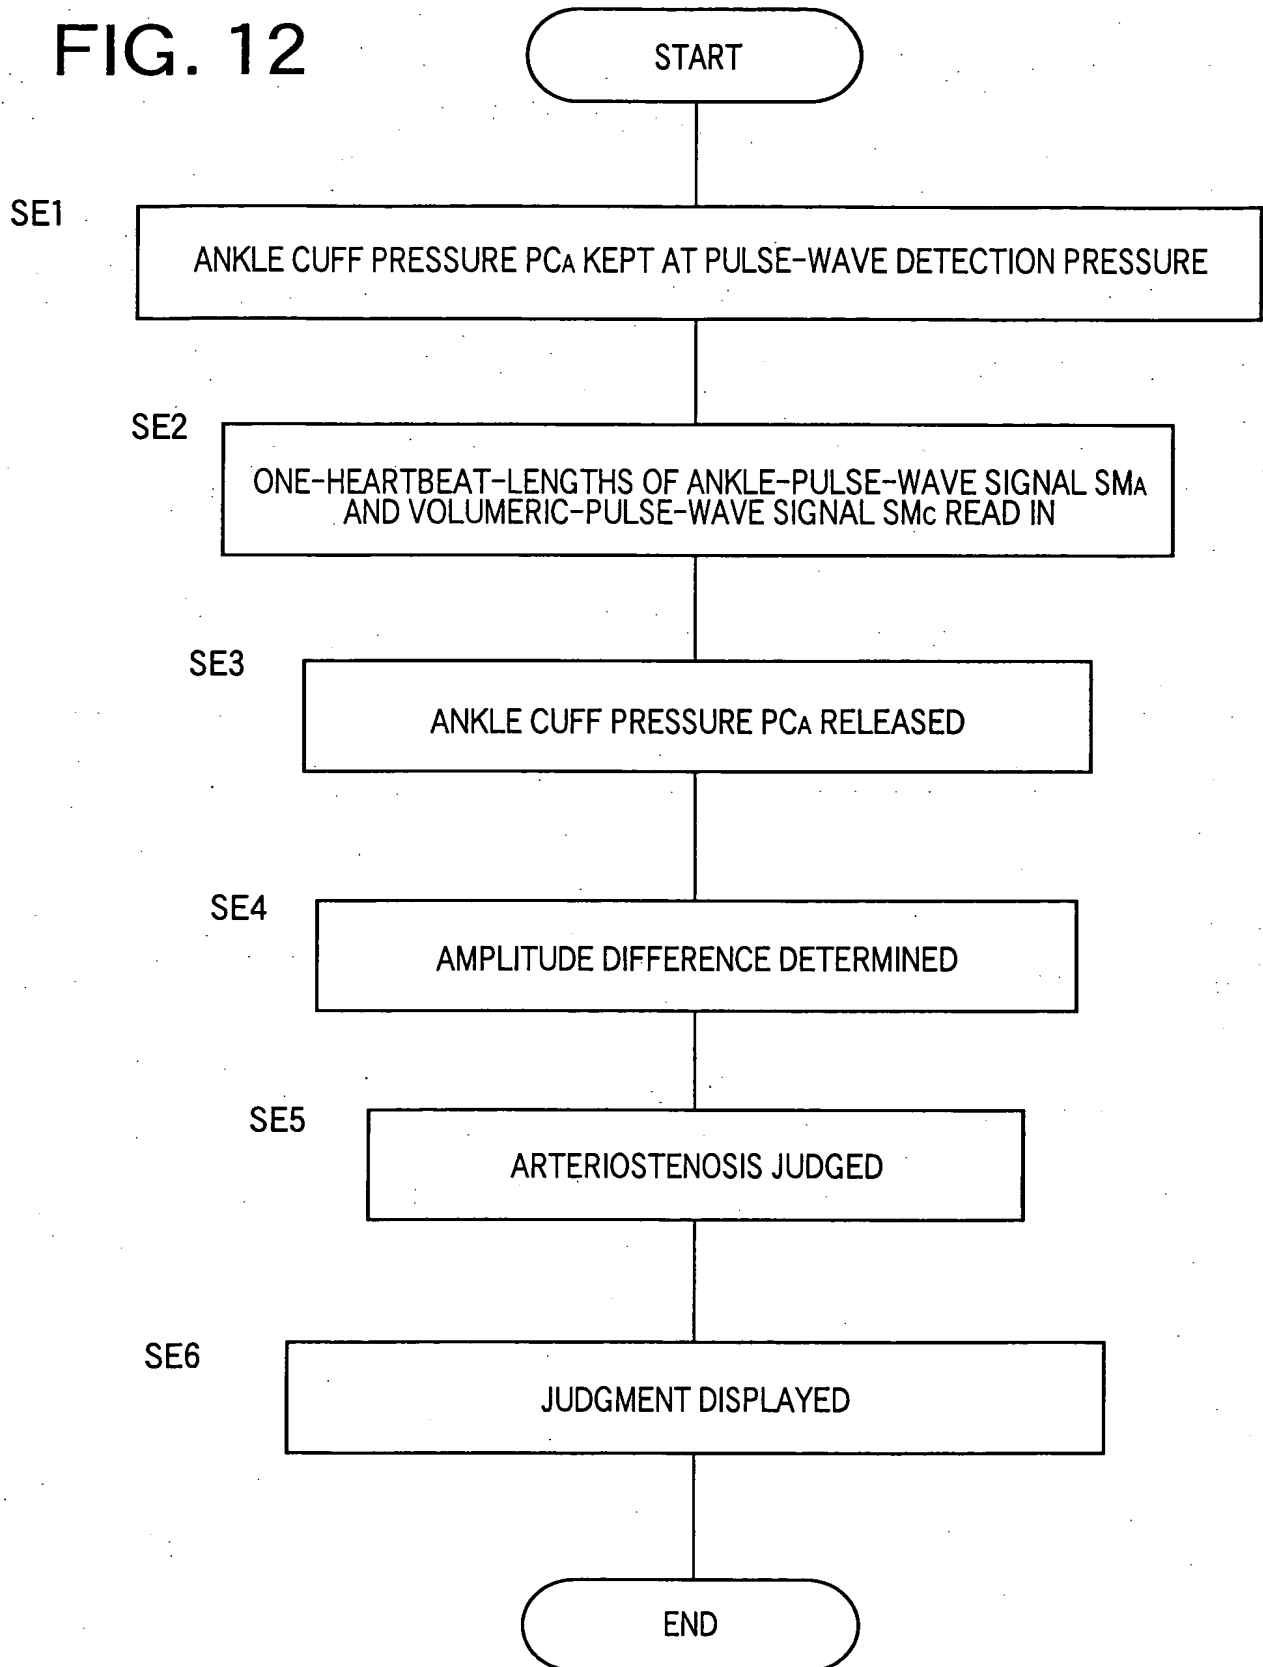 FIG. 12
START
SE1
ANKLE CUFF PRESSURE PCA KEPT AT PULSE-WAVE DETECTION PRESSURE
SE2
ONE-HEARTBEAT-LENGTHS OF ANKLE-PULSE-WAVE SIGNAL SMA
AND VOLUMERIC-PULSE-WAVE SIGNAL SMC READ IN
SE3
ANKLE CUFF PRESSURE PCA RELEASED
SE4
AMPLITUDE DIFFERENCE DETERMINED
SE5
ARTERIOSTENOSIS JUDGED
SE6
JUDGMENT DISPLAYED
END